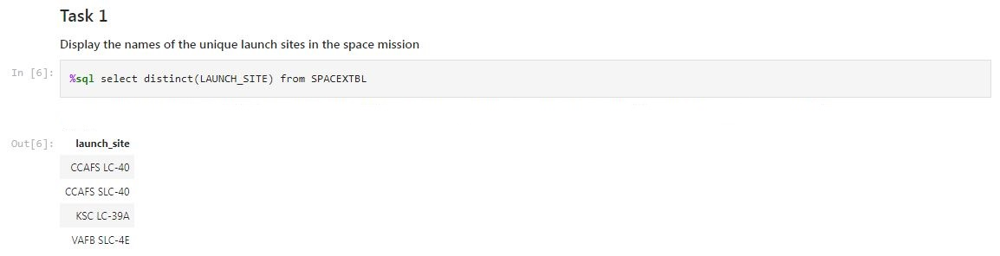 Task 1
Display the names of the unique launch sites in the space mission
In [6]: %sql select distinct(LAUNCH_SITE) from SPACEXTBL
Out[6]: launch_site
CCAFS LC-40
CCAFS SLC-40
KSC LC-39A
VAFB SLC-4E